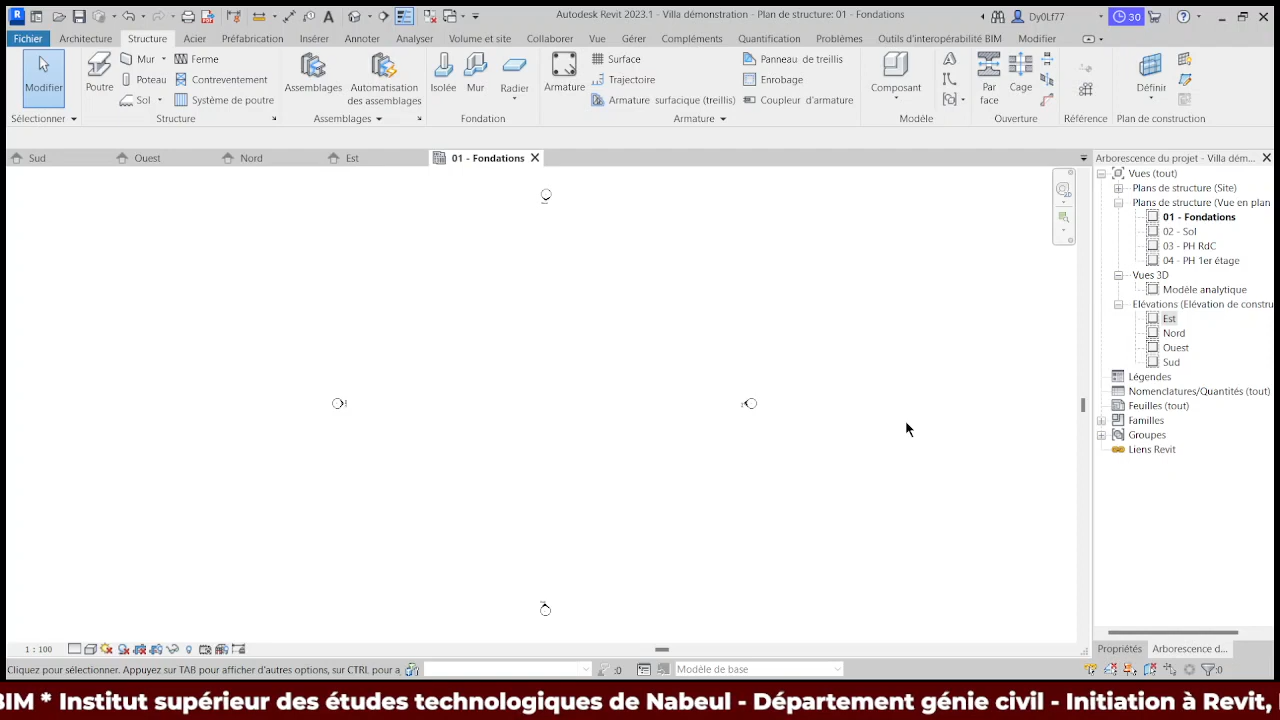 Autodesk Revit 2023.1 - Villa démonstration - Plan de structure: 01 - Fondations
Dy0Lf77
30
Fichier Architecture Structure Acier Préfabrication Insérer Annoter Analyser Volume et site Collaborer Vue Gérer Compléments Quantification Problèmes Outils d'interopérabilité BIM Modifier
Modifier
Sélectionner
Poutre
Mur
Poteau
Sol
Ferme
Contreventement
Système de poutre
Structure
Assemblages
Automatisation des assemblages
Assemblages
Isolée
Mur
Radier
Fondation
Armature
Surface
Trajectoire
Armature surfacique (treillis)
Panneau de treillis
Enrobage
Coupleur d'armature
Armature
Composant
Modèle
Par face
Cage
Ouverture
Référence
Définir
Plan de construction
Sud
Ouest
Nord
Est
01 - Fondations
2D
Arborescence du projet - Villa dém...
Vues (tout)
Plans de structure (Site)
Plans de structure (Vue en plan
01 - Fondations
02 - Sol
03 - PH RdC
04 - PH 1er étage
Vues 3D
Modèle analytique
Elévations (Elévation de constru
Est
Nord
Ouest
Sud
Légendes
Nomenclatures/Quantités (tout)
Feuilles (tout)
Familles
Groupes
Liens Revit
Propriétés
Arborescence d...
1 : 100
Cliquez pour sélectionner. Appuyez sur TAB pour afficher d'autres options, sur CTRL pour a
:0
Modèle de base
:0
BIM * Institut supérieur des études technologiques de Nabeul - Département génie civil - Initiation à Revit,